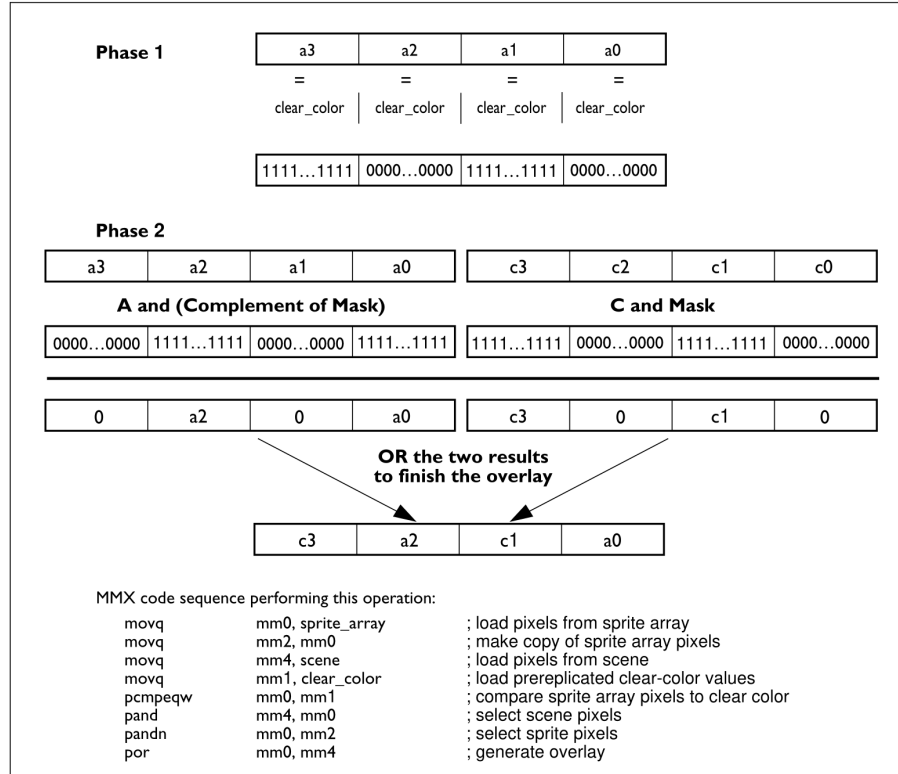 Phase 1
a3 a2 a1 a0
= = = =
clear_color clear_color clear_color clear_color
1111...1111 0000...0000 1111...1111 0000...0000
Phase 2
a3 a2 a1 a0 c3 c2 c1 c0
A and (Complement of Mask) C and Mask
0000...0000 1111...1111 0000...0000 1111...1111 1111...1111 0000...0000 1111...1111 0000...0000
0 a2 0 a0 c3 0 c1 0
OR the two results
to finish the overlay
c3 a2 c1 a0
MMX code sequence performing this operation:
movq mm0, sprite_array ; load pixels from sprite array
movq mm2, mm0 ; make copy of sprite array pixels
movq mm4, scene ; load pixels from scene
movq mm1, clear_color ; load prereplicated clear-color values
pcmpeqw mm0, mm1 ; compare sprite array pixels to clear color
pand mm4, mm0 ; select scene pixels
pandn mm0, mm2 ; select sprite pixels
por mm0, mm4 ; generate overlay